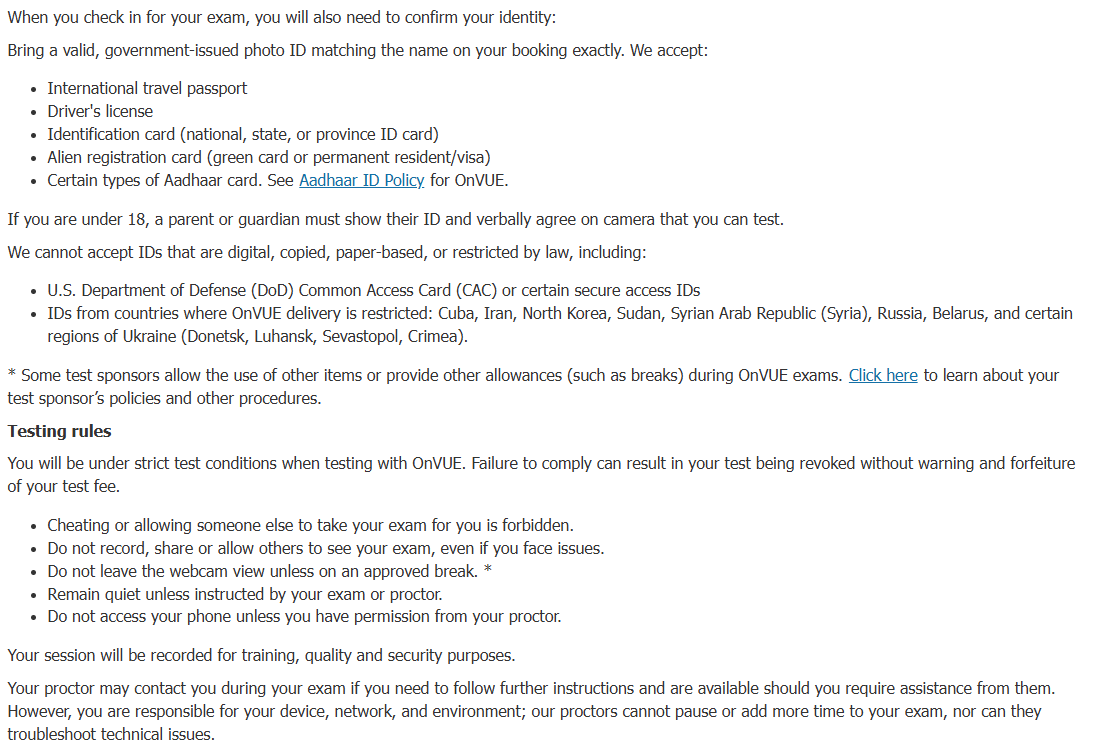 When you check in for your exam, you will also need to confirm your identity:
Bring a valid, government-issued photo ID matching the name on your booking exactly. We accept:
• International travel passport
• Driver's license
• Identification card (national, state, or province ID card)
• Alien registration card (green card or permanent resident/visa)
• Certain types of Aadhaar card. See Aadhaar ID Policy for OnVUE.
If you are under 18, a parent or guardian must show their ID and verbally agree on camera that you can test.
We cannot accept IDs that are digital, copied, paper-based, or restricted by law, including:
• U.S. Department of Defense (DoD) Common Access Card (CAC) or certain secure access IDs
• IDs from countries where OnVUE delivery is restricted: Cuba, Iran, North Korea, Sudan, Syrian Arab Republic (Syria), Russia, Belarus, and certain
regions of Ukraine (Donetsk, Luhansk, Sevastopol, Crimea).
* Some test sponsors allow the use of other items or provide other allowances (such as breaks) during OnVUE exams. Click here to learn about your
test sponsor’s policies and other procedures.
Testing rules
You will be under strict test conditions when testing with OnVUE. Failure to comply can result in your test being revoked without warning and forfeiture
of your test fee.
• Cheating or allowing someone else to take your exam for you is forbidden.
• Do not record, share or allow others to see your exam, even if you face issues.
• Do not leave the webcam view unless on an approved break. *
• Remain quiet unless instructed by your exam or proctor.
• Do not access your phone unless you have permission from your proctor.
Your session will be recorded for training, quality and security purposes.
Your proctor may contact you during your exam if you need to follow further instructions and are available should you require assistance from them.
However, you are responsible for your device, network, and environment; our proctors cannot pause or add more time to your exam, nor can they
troubleshoot technical issues.